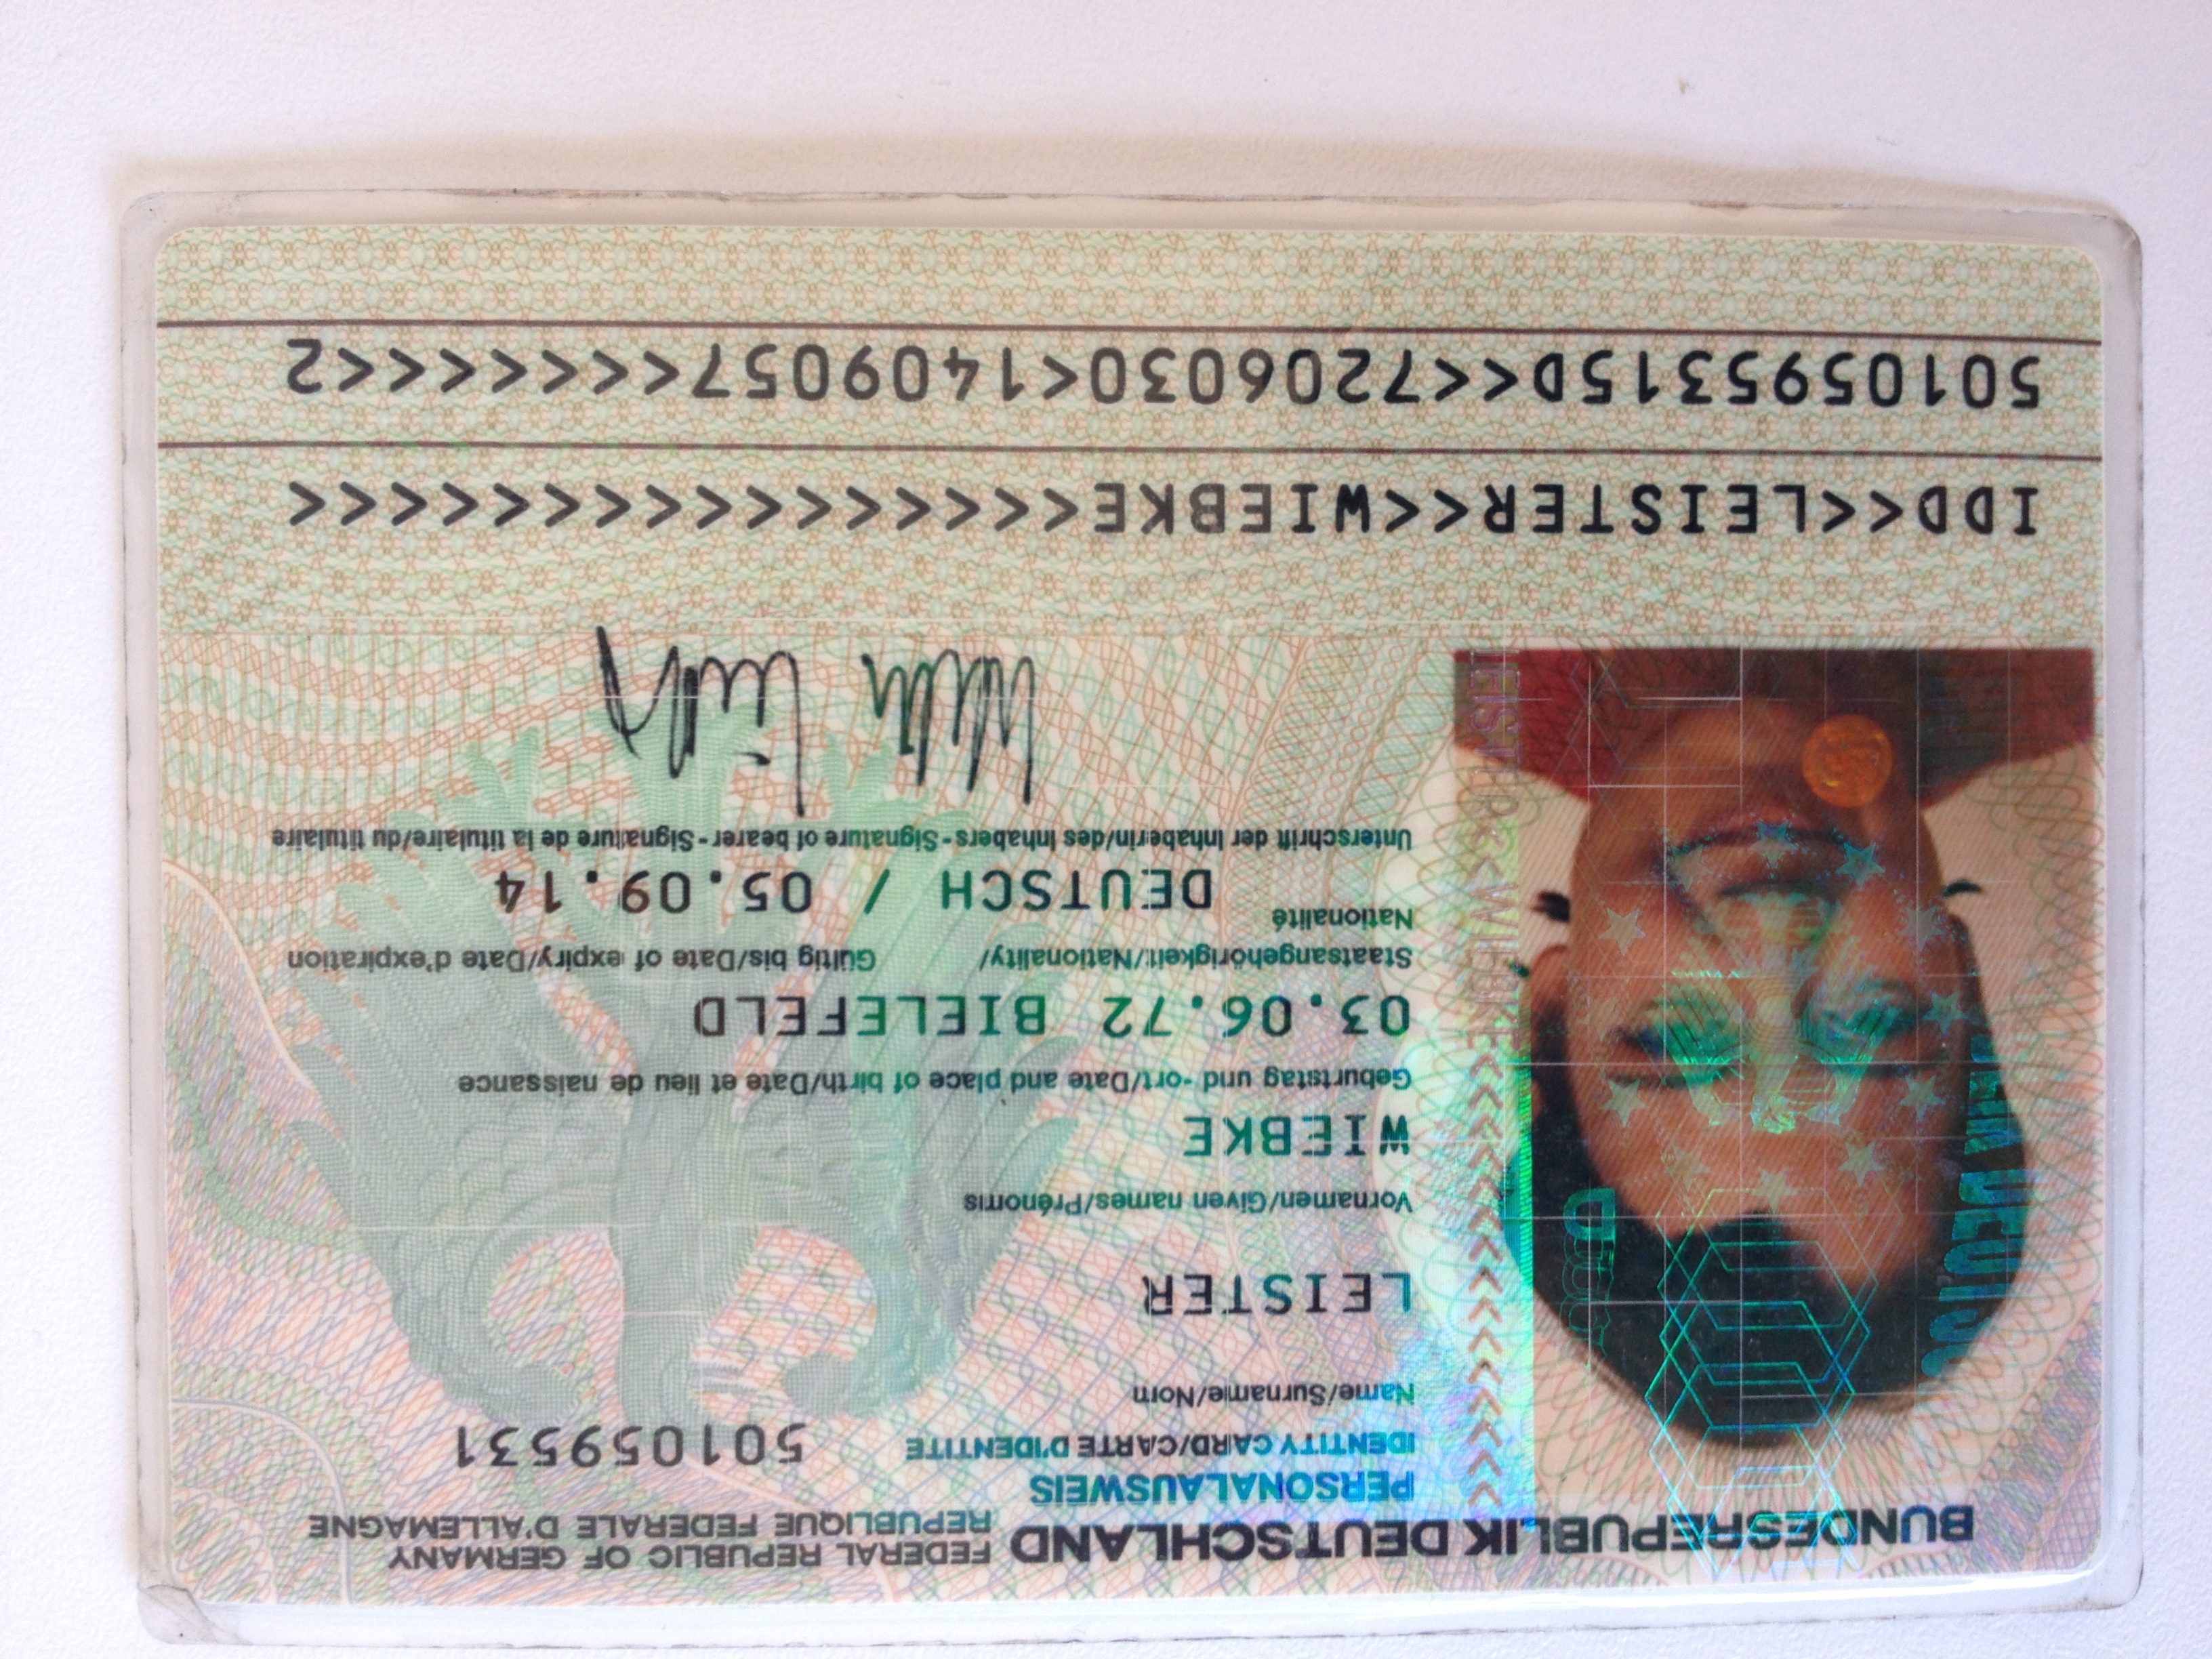 BUNDESREPUBLIK DEUTSCHLAND
FEDERAL REPUBLIC OF GERMANY
REPUBLIQUE FEDERALE D'ALLEMAGNE
PERSONALAUSWEIS
IDENTITY CARD/CARTE D'IDENTITE
501059531
Name/Surname/Nom
LEISTER
Vornamen/Given names/Prénoms
WIEBKE
Geburtstag und -ort/Date and place of birth/Date et lieu de naissance
03.06.72 BIELEFELD
Staatsangehörigkeit/Nationality/
Nationalité
Gültig bis/Date of expiry/Date d'expiration
DEUTSCH / 05.09.14
Unterschrift der Inhaberin/des Inhabers-Signature of bearer-Signature de la titulaire/du titulaire
IDD<<LEISTER<<WIEBKE<<<<<<<<<<<<<<<<
5010595315D<<7206030<1409057<<<<<<<2